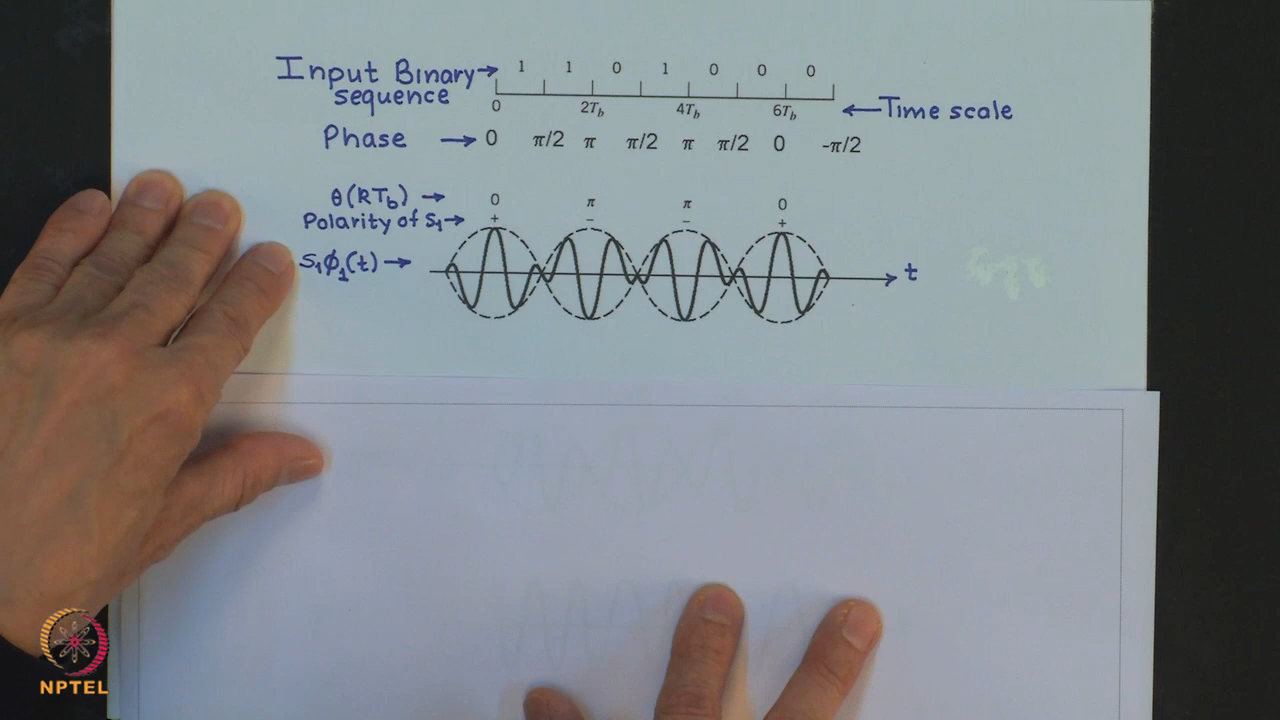 Input Binary → 1 1 0 1 0 0 0
sequence
0 2Tb 4Tb 6Tb ← Time scale
Phase → 0 π/2 π π/2 π π/2 0 -π/2
θ(kTb) → 0 π π 0
Polarity of S1 → + − − +
S1ϕ1(t) → t
NPTEL